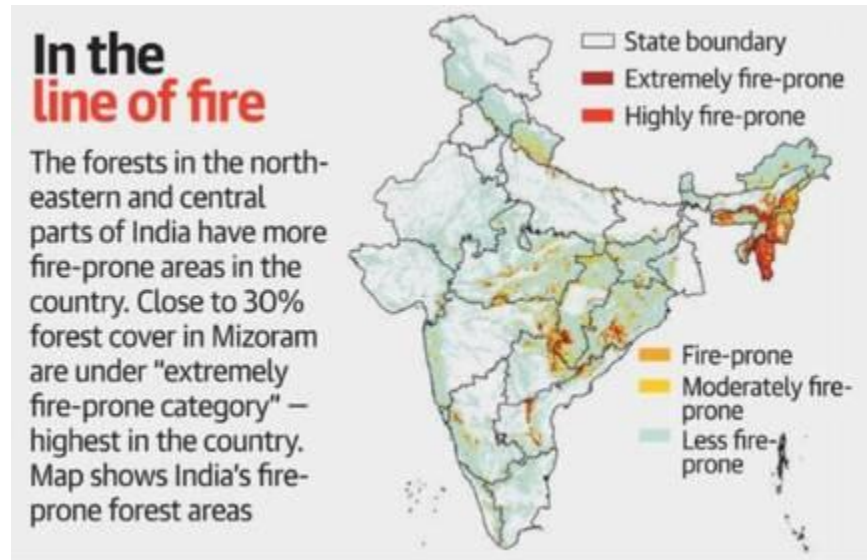 In the
line of fire
The forests in the north-
eastern and central
parts of India have more
fire-prone areas in the
country. Close to 30%
forest cover in Mizoram
are under "extremely
fire-prone category" —
highest in the country.
Map shows India's fire-
prone forest areas
State boundary
Extremely fire-prone
Highly fire-prone
Fire-prone
Moderately fire-
prone
Less fire-
prone